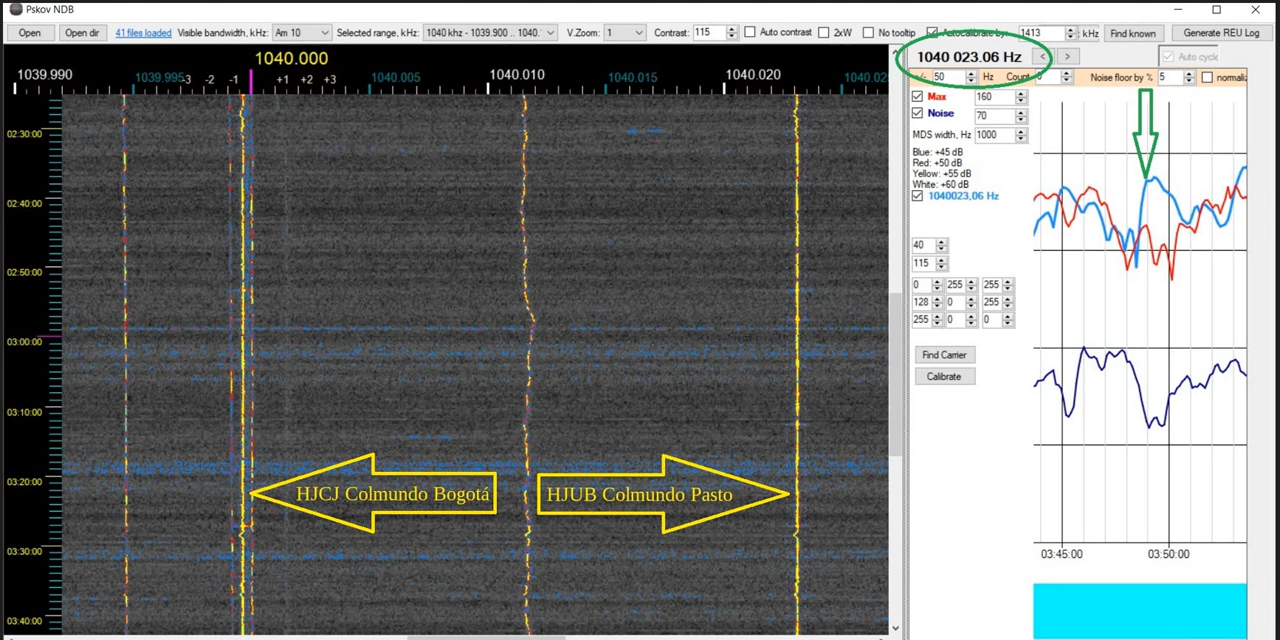 Pskov NDB
Open Open dir 41 files loaded Visible bandwidth, kHz: Am 10 Selected range, kHz: 1040 khz - 1039.900 ... 1040. V.Zoom: 1 Contrast: 115 Auto contrast 2xW No tooltip Autocalibrate by: 1413 kHz Find known Generate REU Log
1040.000
1039.990 1039.995 -3 -2 -1 +1 +2 +3 1040.005 1040.010 1040.015 1040.020
1040 023.06 Hz < > Auto cycle
+/- 50 Hz Count Noise floor by % 5
Max 160
Noise 70
MDS width, Hz 1000
Blue: +45 dB
Red: +50 dB
Yellow: +55 dB
White: +60 dB
1040023,06 Hz
40
115
0 255 255
128 0 255
255 0 0
Find Carrier
Calibrate
02:30:00
02:40:00
02:50:00
03:00:00
03:10:00
03:20:00
03:30:00
03:40:00
HJCJ Colmundo Bogotá
HJUB Colmundo Pasto
03:45:00 03:50:00